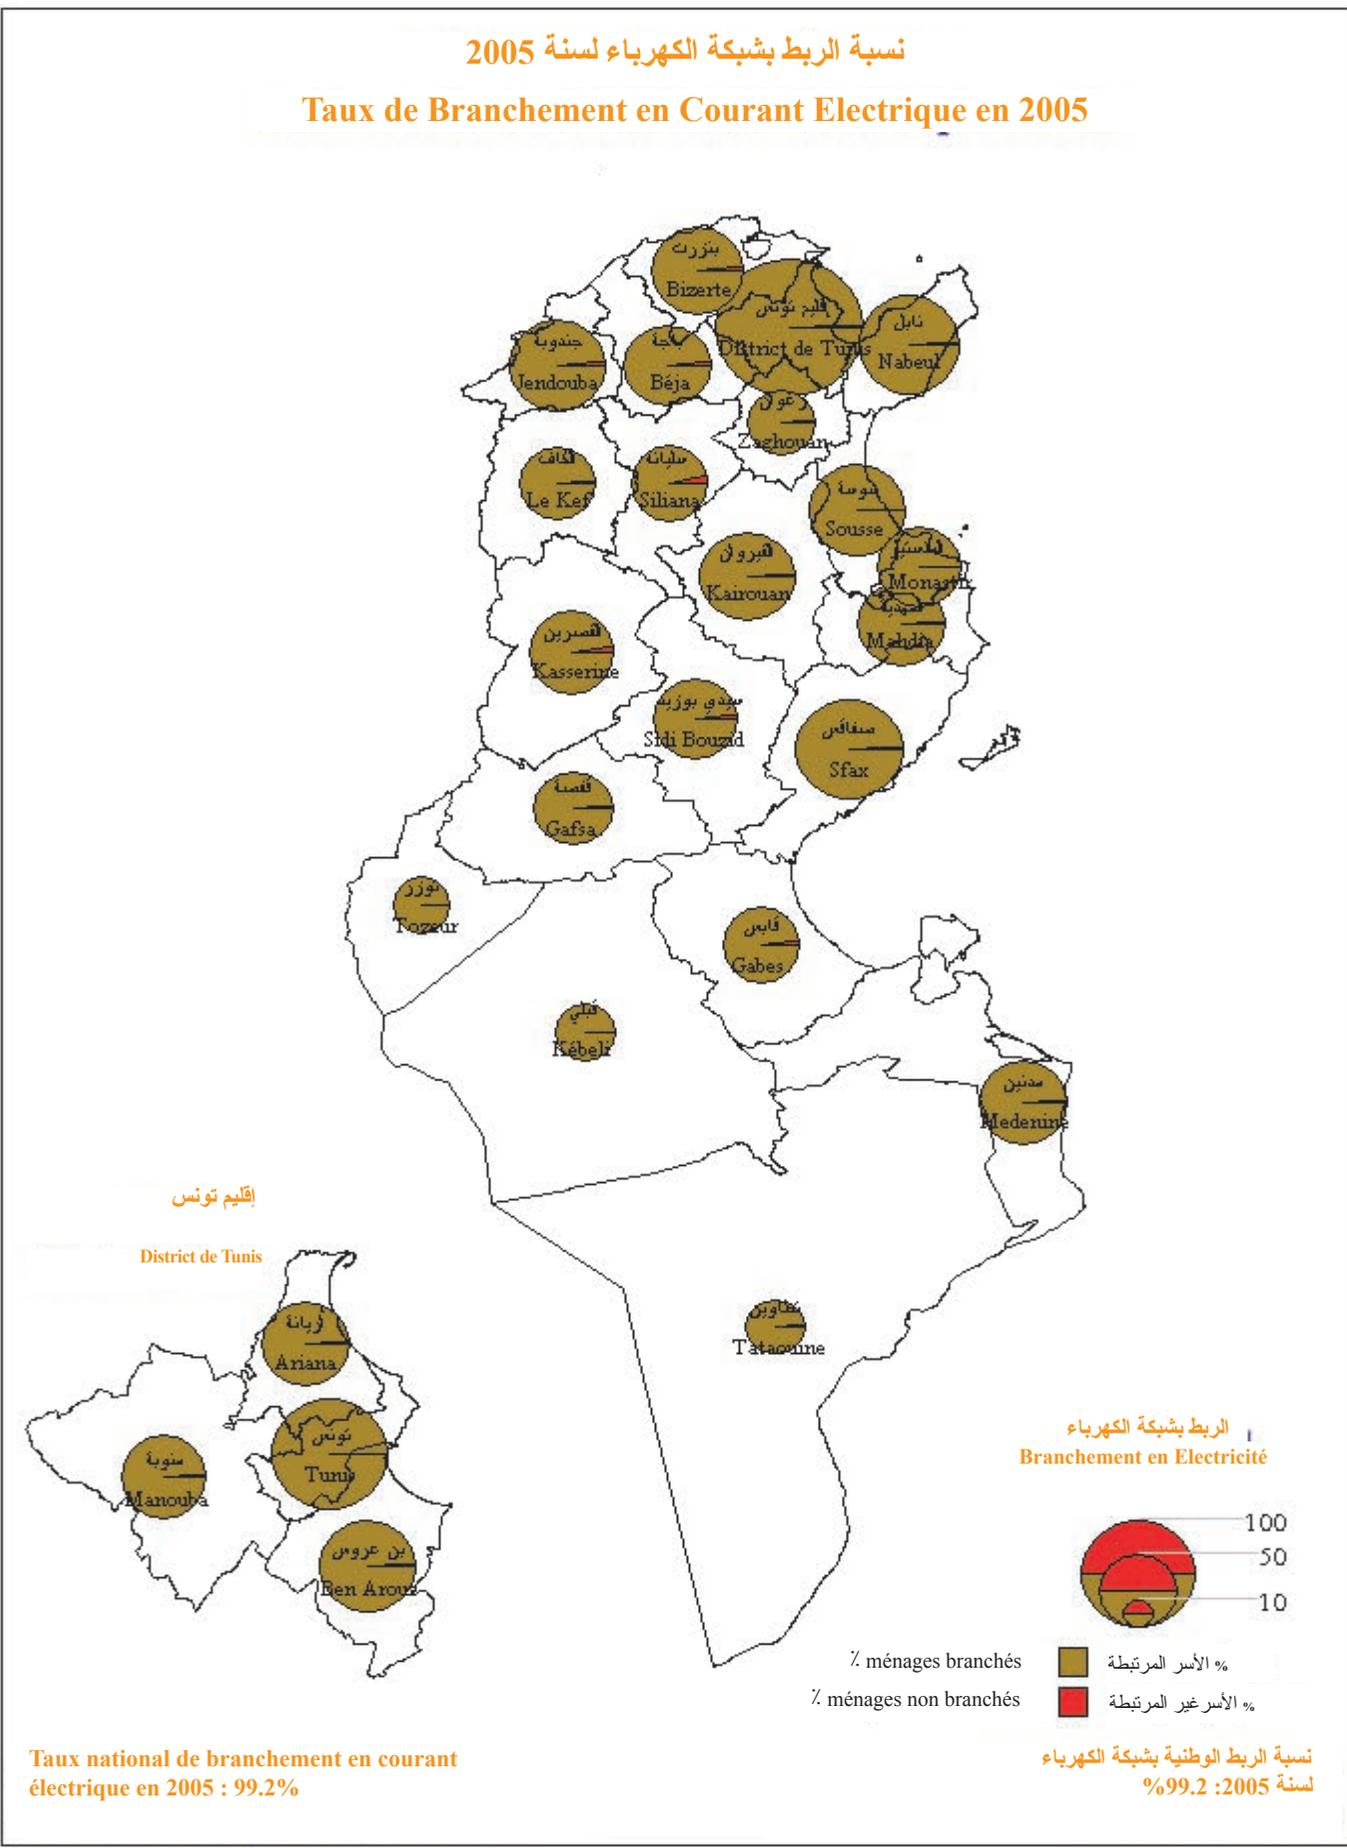 نسبة الربط بشبكة الكهرباء لسنة 2005
Taux de Branchement en Courant Electrique en 2005
بنزرت
Bizerte
إقليم تونس
District de Tunis
نابل
Nabeul
جندوبة
Jendouba
باجة
Béja
زغوان
Zaghouan
الكاف
Le Kef
سليانة
Siliana
سوسة
Sousse
القيروان
Kairouan
المنستير
Monastir
المهدية
Mahdia
القصرين
Kasserine
سيدي بوزيد
Sidi Bouzid
صفاقس
Sfax
قفصة
Gafsa
توزر
Tozeur
قابس
Gabes
قبلي
Kébeli
مدنين
Medenine
تطاوين
Tataouine
إقليم تونس
District de Tunis
أريانة
Ariana
تونس
Tunis
منوبة
Manouba
بن عروس
Ben Arous
الربط بشبكة الكهرباء
Branchement en Electricité
100
50
10
٪ ménages branchés
% الأسر المرتبطة
٪ ménages non branchés
% الأسر غير المرتبطة
Taux national de branchement en courant
électrique en 2005 : 99.2%
نسبة الربط الوطنية بشبكة الكهرباء
لسنة 2005: 99.2%